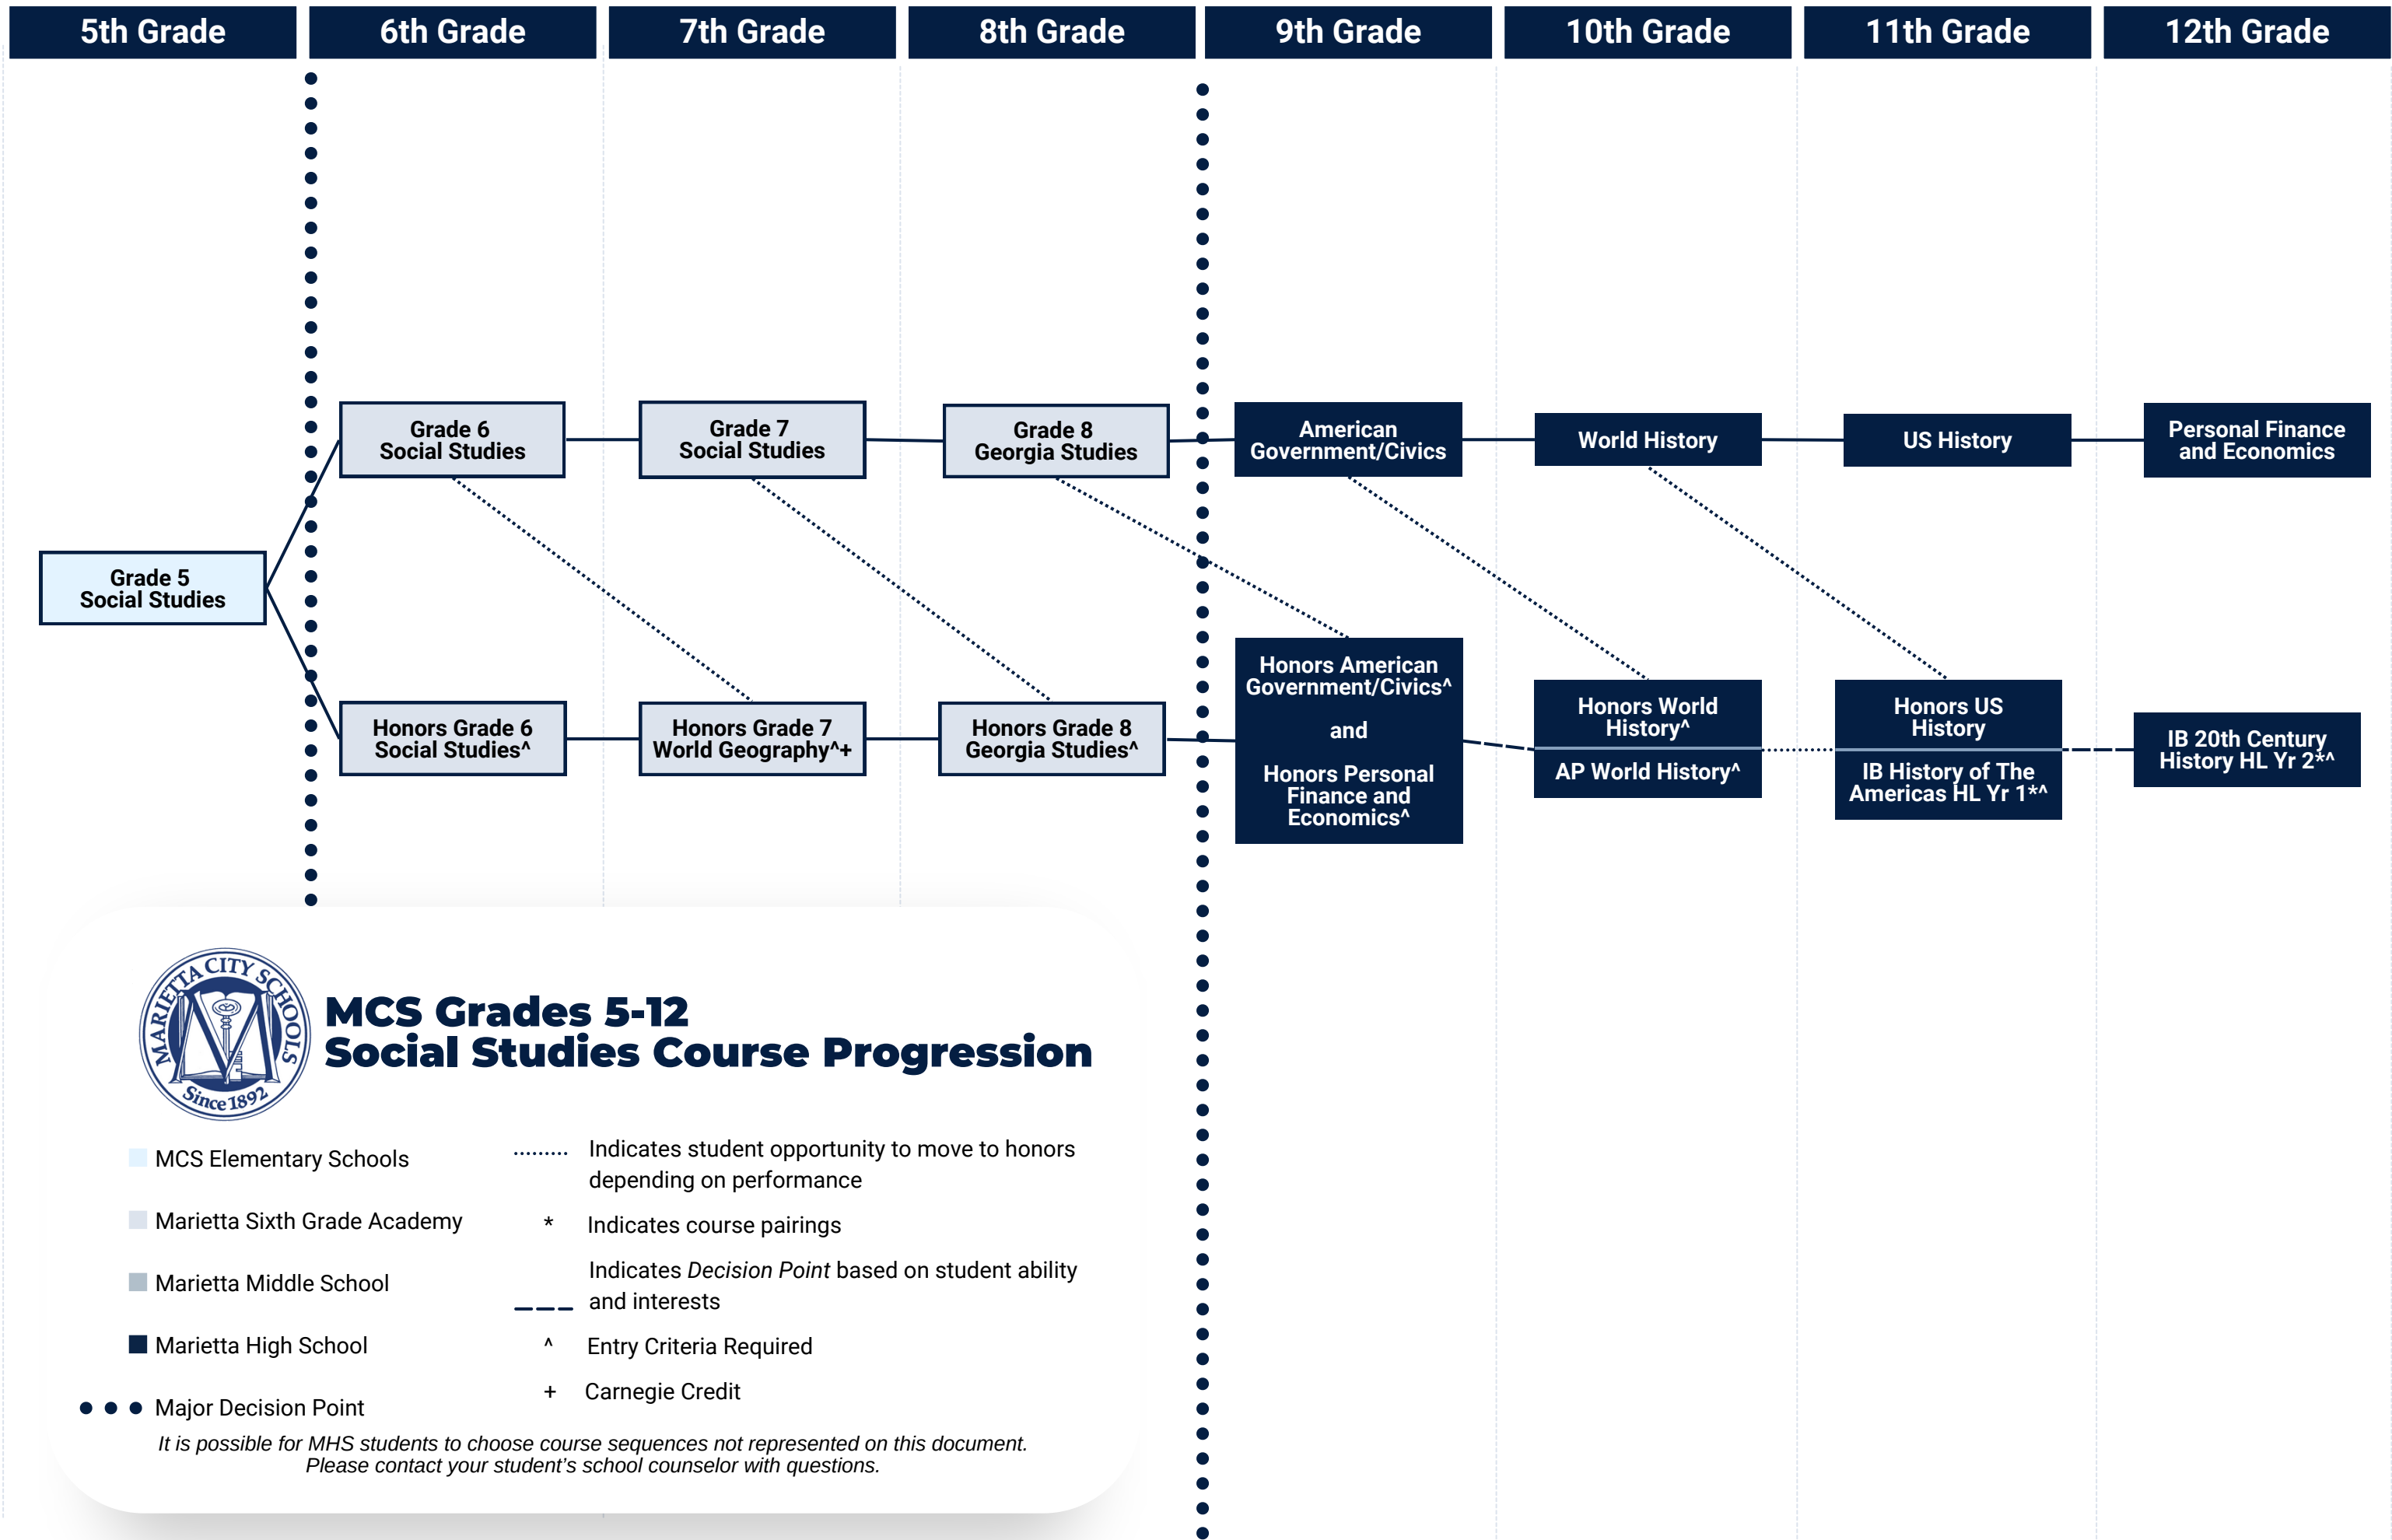 5th Grade
6th Grade
7th Grade
8th Grade
9th Grade
10th Grade
11th Grade
12th Grade
Grade 5
Social Studies
Grade 6
Social Studies
Grade 7
Social Studies
Grade 8
Georgia Studies
American
Government/Civics
World History
US History
Personal Finance
and Economics
Honors Grade 6
Social Studies^
Honors Grade 7
World Geography^+
Honors Grade 8
Georgia Studies^
Honors American
Government/Civics^
and
Honors Personal
Finance and
Economics^
Honors World
History^
AP World History^
Honors US
History
IB History of The
Americas HL Yr 1*^
IB 20th Century
History HL Yr 2*^
MARIETTA CITY SCHOOLS
Since 1892
MCS Grades 5-12
Social Studies Course Progression
MCS Elementary Schools
Marietta Sixth Grade Academy
Marietta Middle School
Marietta High School
Major Decision Point
Indicates student opportunity to move to honors
depending on performance
* Indicates course pairings
Indicates Decision Point based on student ability
and interests
^ Entry Criteria Required
+ Carnegie Credit
It is possible for MHS students to choose course sequences not represented on this document.
Please contact your student’s school counselor with questions.